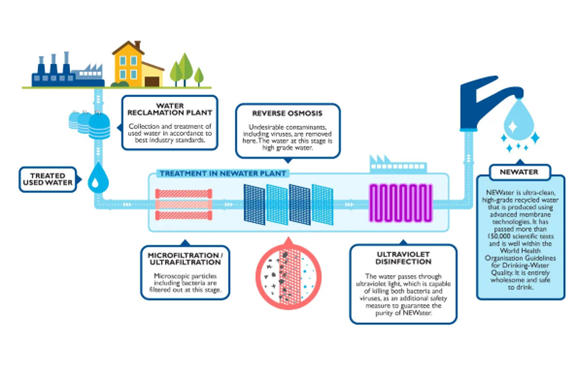 WATER
RECLAMATION PLANT
Collection and treatment of
used water in accordance to
best industry standards.
REVERSE OSMOSIS
Undesirable contaminants,
including viruses, are removed
here. The water at this stage is
high grade water.
TREATED
USED WATER
TREATMENT IN NEWATER PLANT
MICROFILTRATION /
ULTRAFILTRATION
Microscopic particles
including bacteria are
filtered out at this stage.
ULTRAVIOLET
DISINFECTION
The water passes through
ultraviolet light, which is capable
of killing both bacteria and
viruses, as an additional safety
measure to guarantee the
purity of NEWater.
NEWATER
NEWater is ultra-clean,
high-grade recycled water
that is produced using
advanced membrane
technologies. It has
passed more than
150,000 scientific tests
and is well within the
World Health
Organisation Guidelines
for Drinking-Water
Quality. It is entirely
wholesome and safe
to drink.